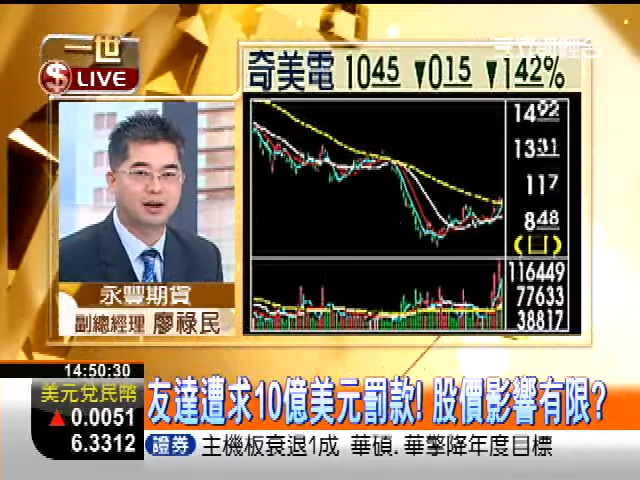 一世
$ LIVE
奇美電 1045 ▼015 ▼142%
1492
1331
117
848
(日)
116449
77633
38817
永豐期貨
副總經理 廖祿民
14:50:30
美元兌民幣
▲ 0.0051
6.3312
友達遭求10億美元罰款! 股價影響有限?
證券 主機板衰退1成 華碩.華擎降年度目標